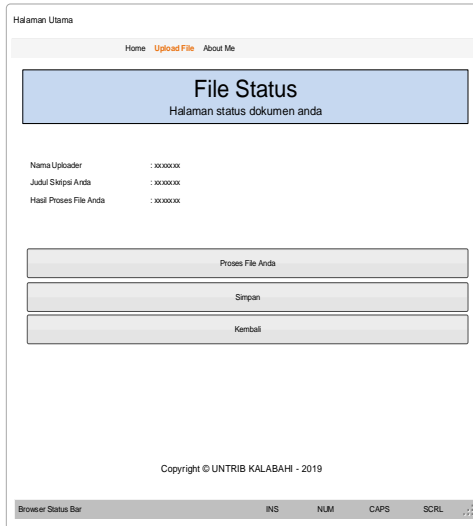 Halaman Utama
Home Upload File About Me
File Status
Halaman status dokumen anda
Nama Uploader : xxxxxxx
Judul Skripsi Anda : xxxxxxx
Hasil Proses File Anda : xxxxxxx
Proses File Anda
Simpan
Kembali
Copyright © UNTRIB KALABAHI - 2019
Browser Status Bar INS NUM CAPS SCRL